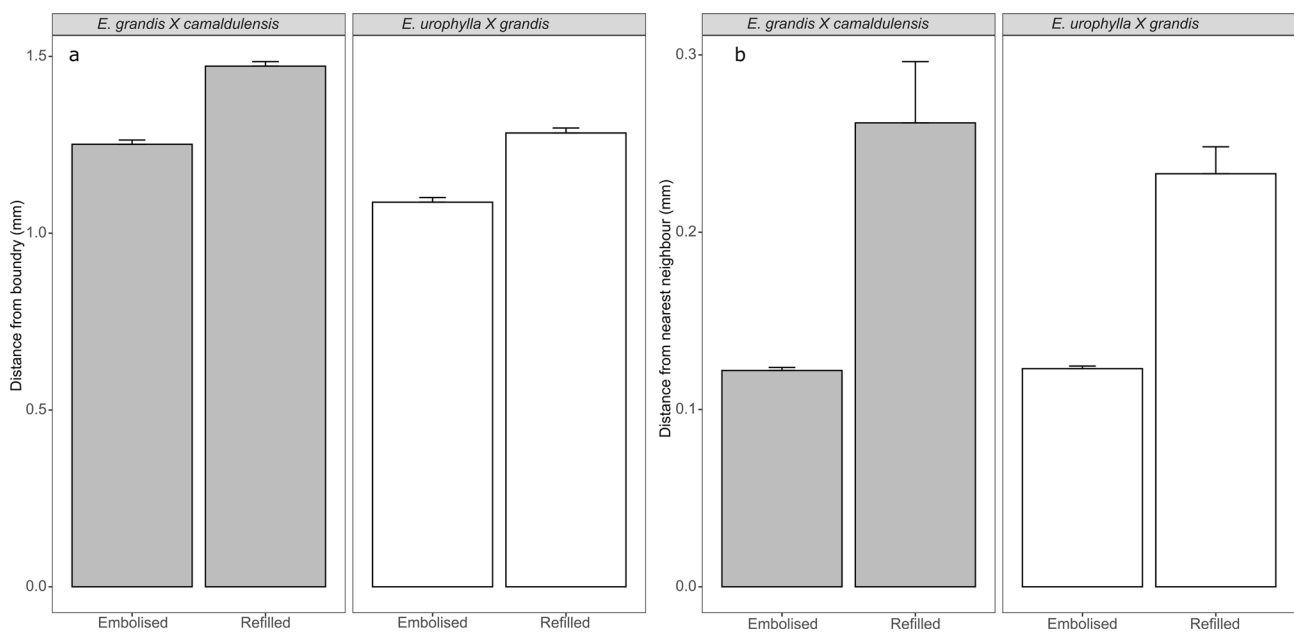 E. grandis X camaldulensis
E. urophylla X grandis
a
Distance from boundry (mm)
1.5
1.0
0.5
0.0
Embolised
Refilled
Embolised
Refilled
E. grandis X camaldulensis
E. urophylla X grandis
b
Distance from nearest neighbour (mm)
0.3
0.2
0.1
0.0
Embolised
Refilled
Embolised
Refilled